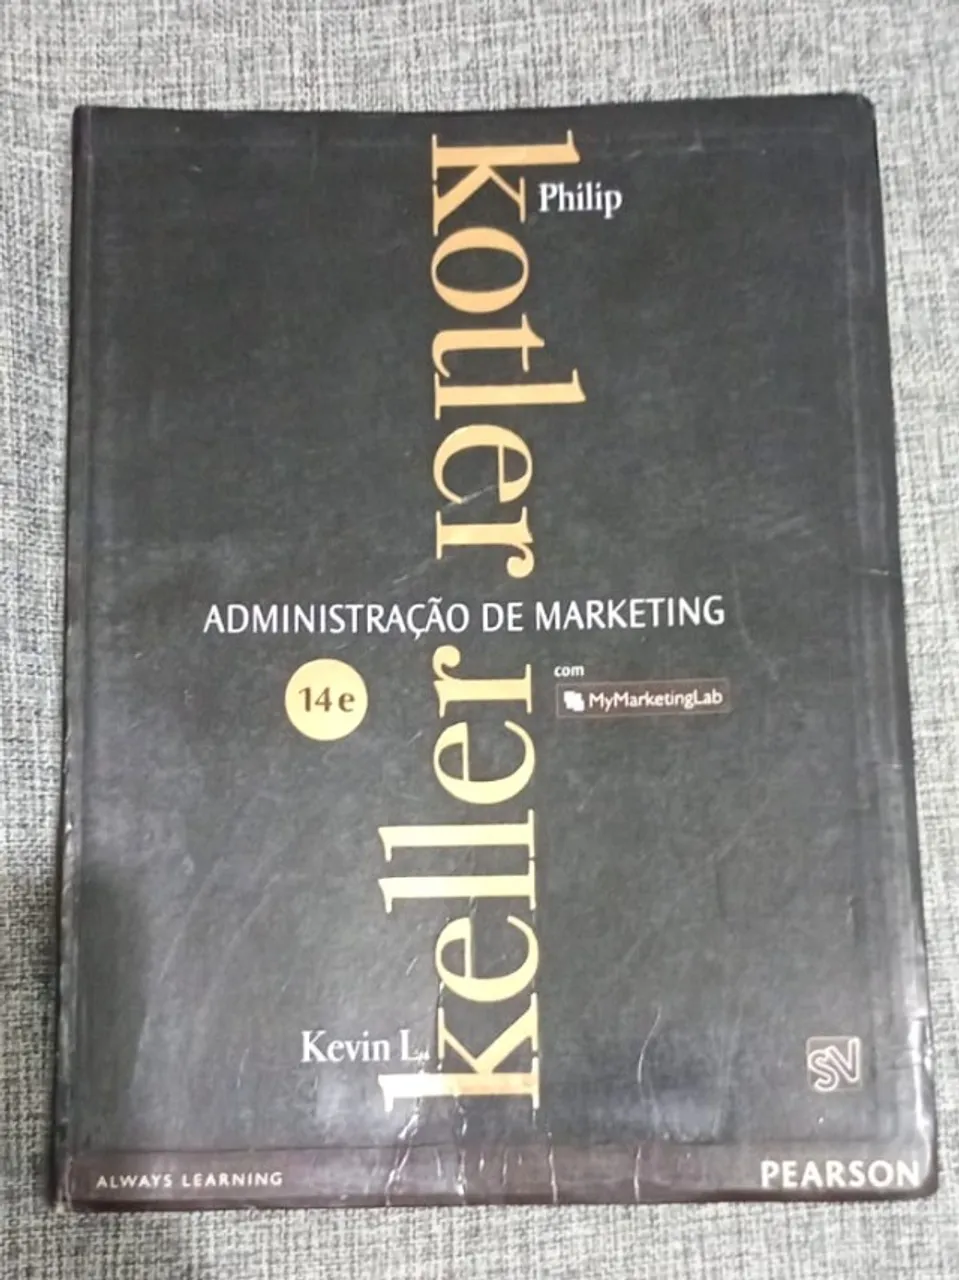 Philip
kotler
ADMINISTRAÇÃO DE MARKETING
14e
com
MyMarketingLab
keller
Kevin L.
SV
ALWAYS LEARNING
PEARSON